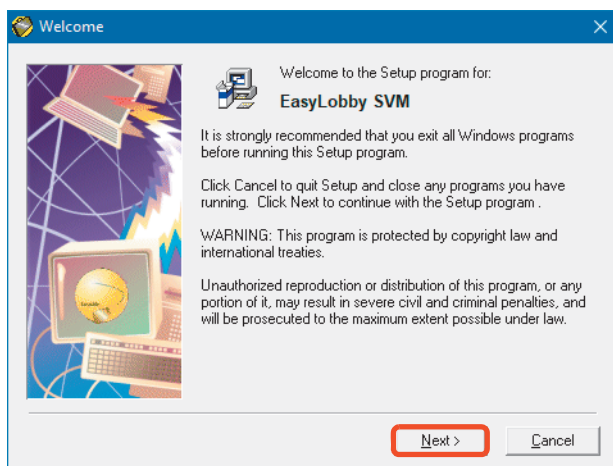 Welcome
Welcome to the Setup program for:
EasyLobby SVM
It is strongly recommended that you exit all Windows programs
before running this Setup program.
Click Cancel to quit Setup and close any programs you have
running. Click Next to continue with the Setup program .
WARNING: This program is protected by copyright law and
international treaties.
Unauthorized reproduction or distribution of this program, or any
portion of it, may result in severe civil and criminal penalties, and
will be prosecuted to the maximum extent possible under law.
Next >
Cancel